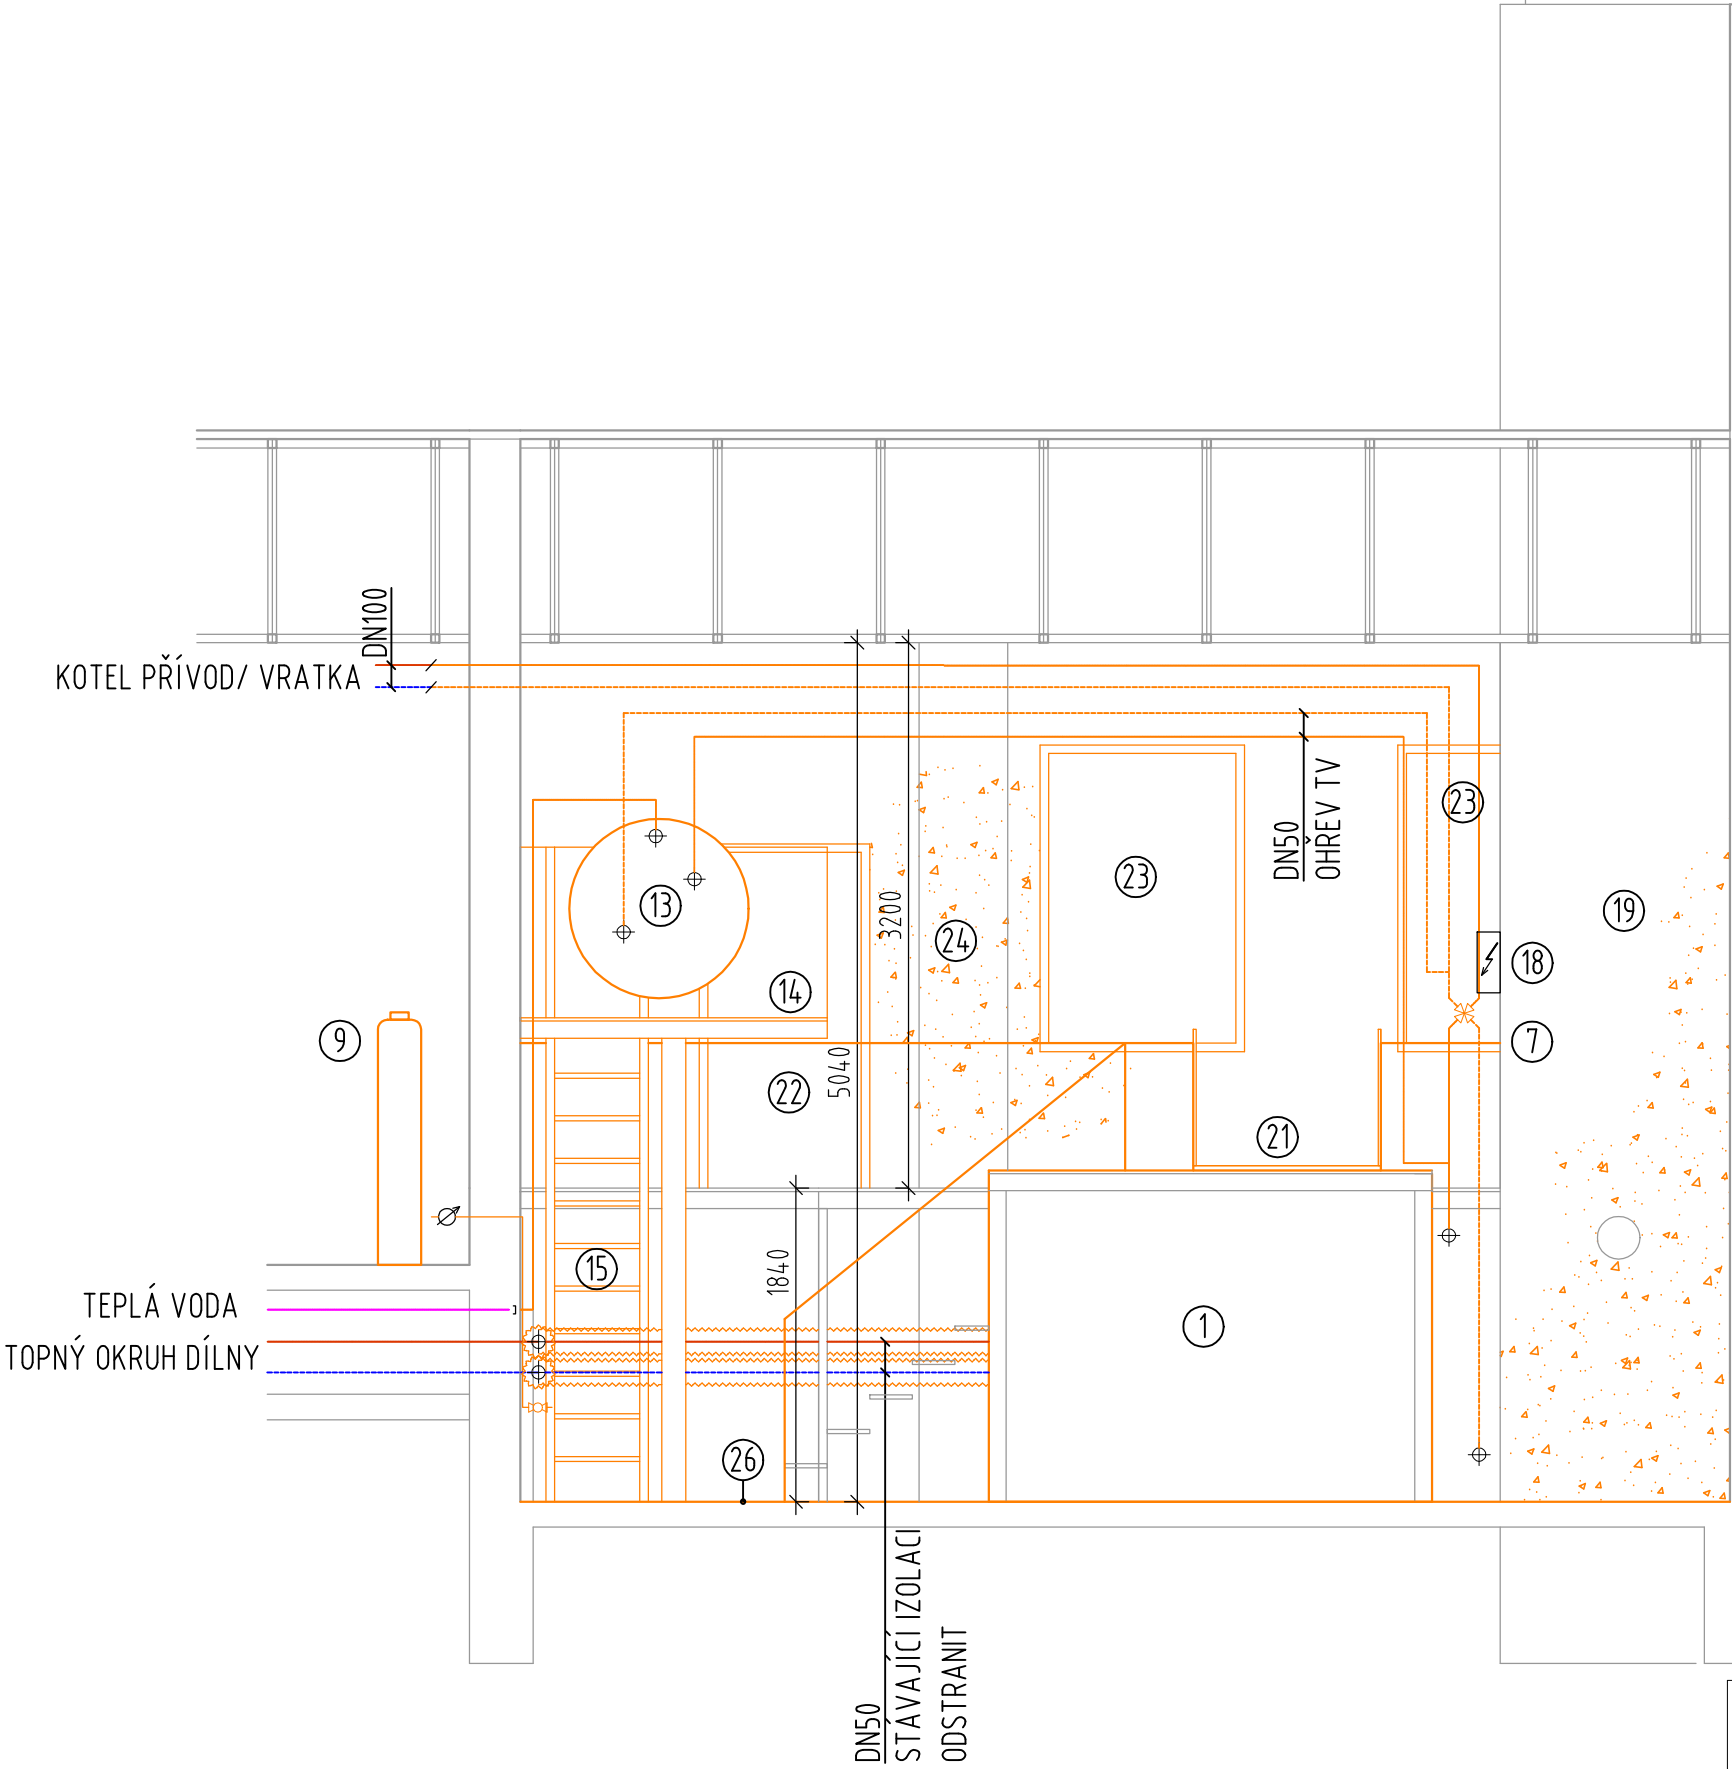 DN100
KOTEL PŘÍVOD/ VRATKA
DN50
OHŘEV TV
23
23
13
3200
24
19
14
18
9
7
5040
22
21
1840
15
TEPLÁ VODA
TOPNÝ OKRUH DÍLNY
1
26
DN50
STÁVAJÍCÍ IZOLACI
ODSTRANIT